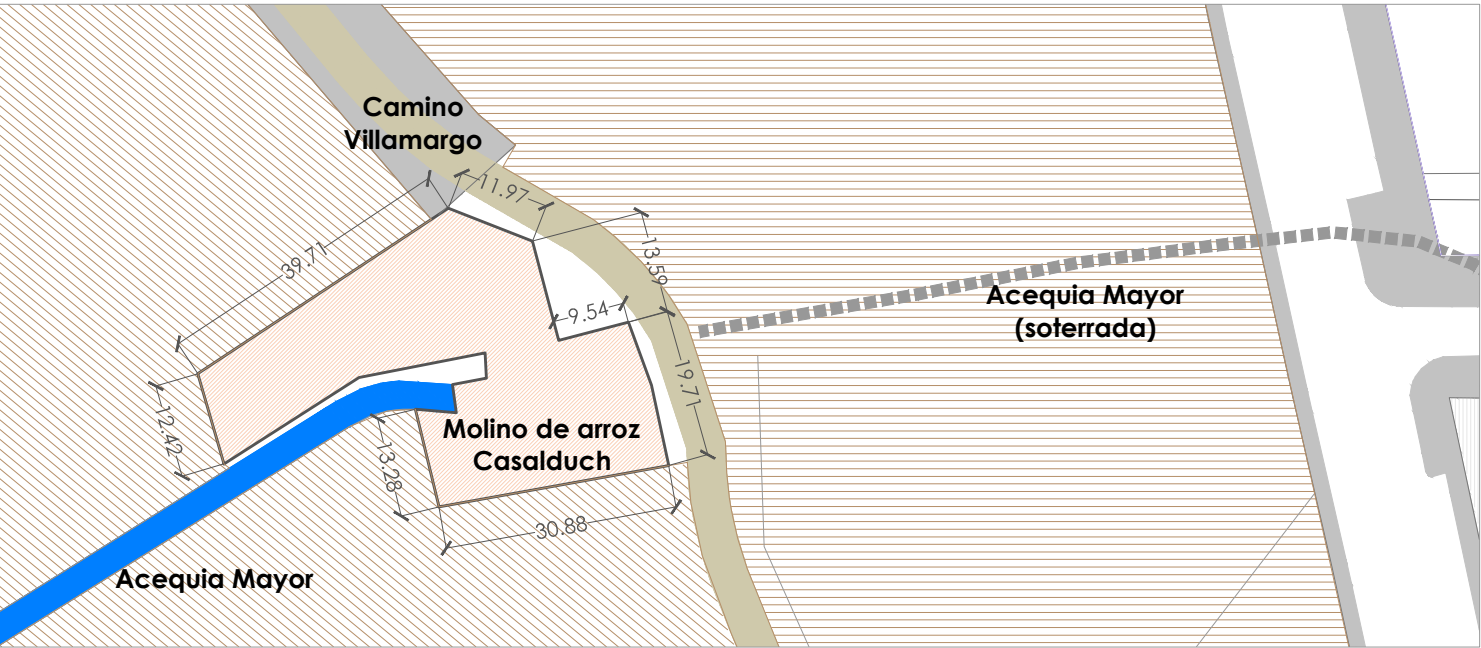 Camino
Villamargo
11.97
39.71
13.59
9.54
Acequia Mayor
(soterrada)
19.71
12.42
Molino de arroz
Casalduch
13.28
30.88
Acequia Mayor